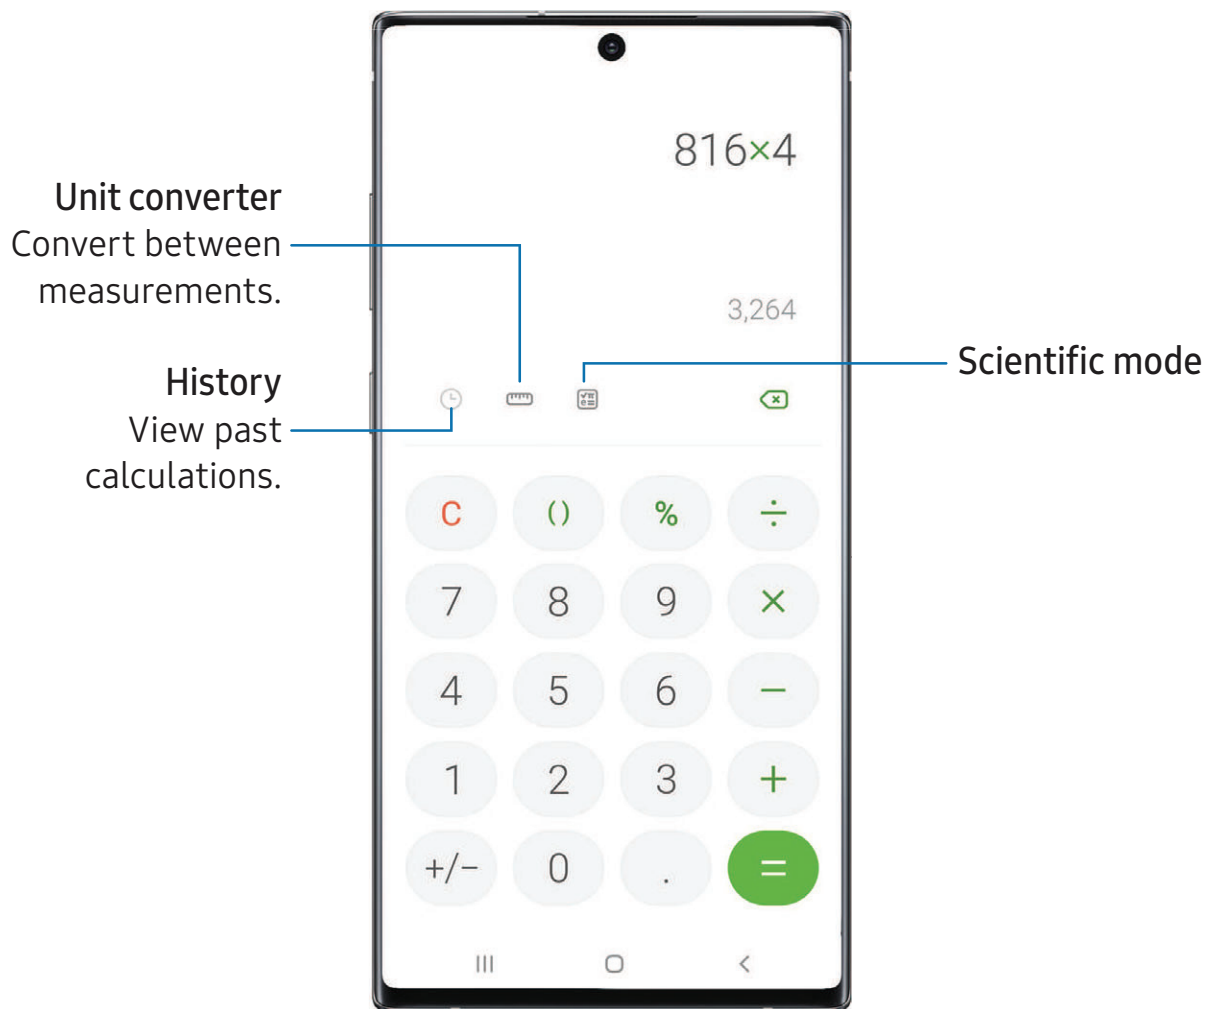 816×4
Unit converter
Convert between
measurements.
3,264
Scientific mode
History
View past
calculations.
√π
e=
C () % ÷
7 8 9 ×
4 5 6 −
1 2 3 +
+/− 0 . =